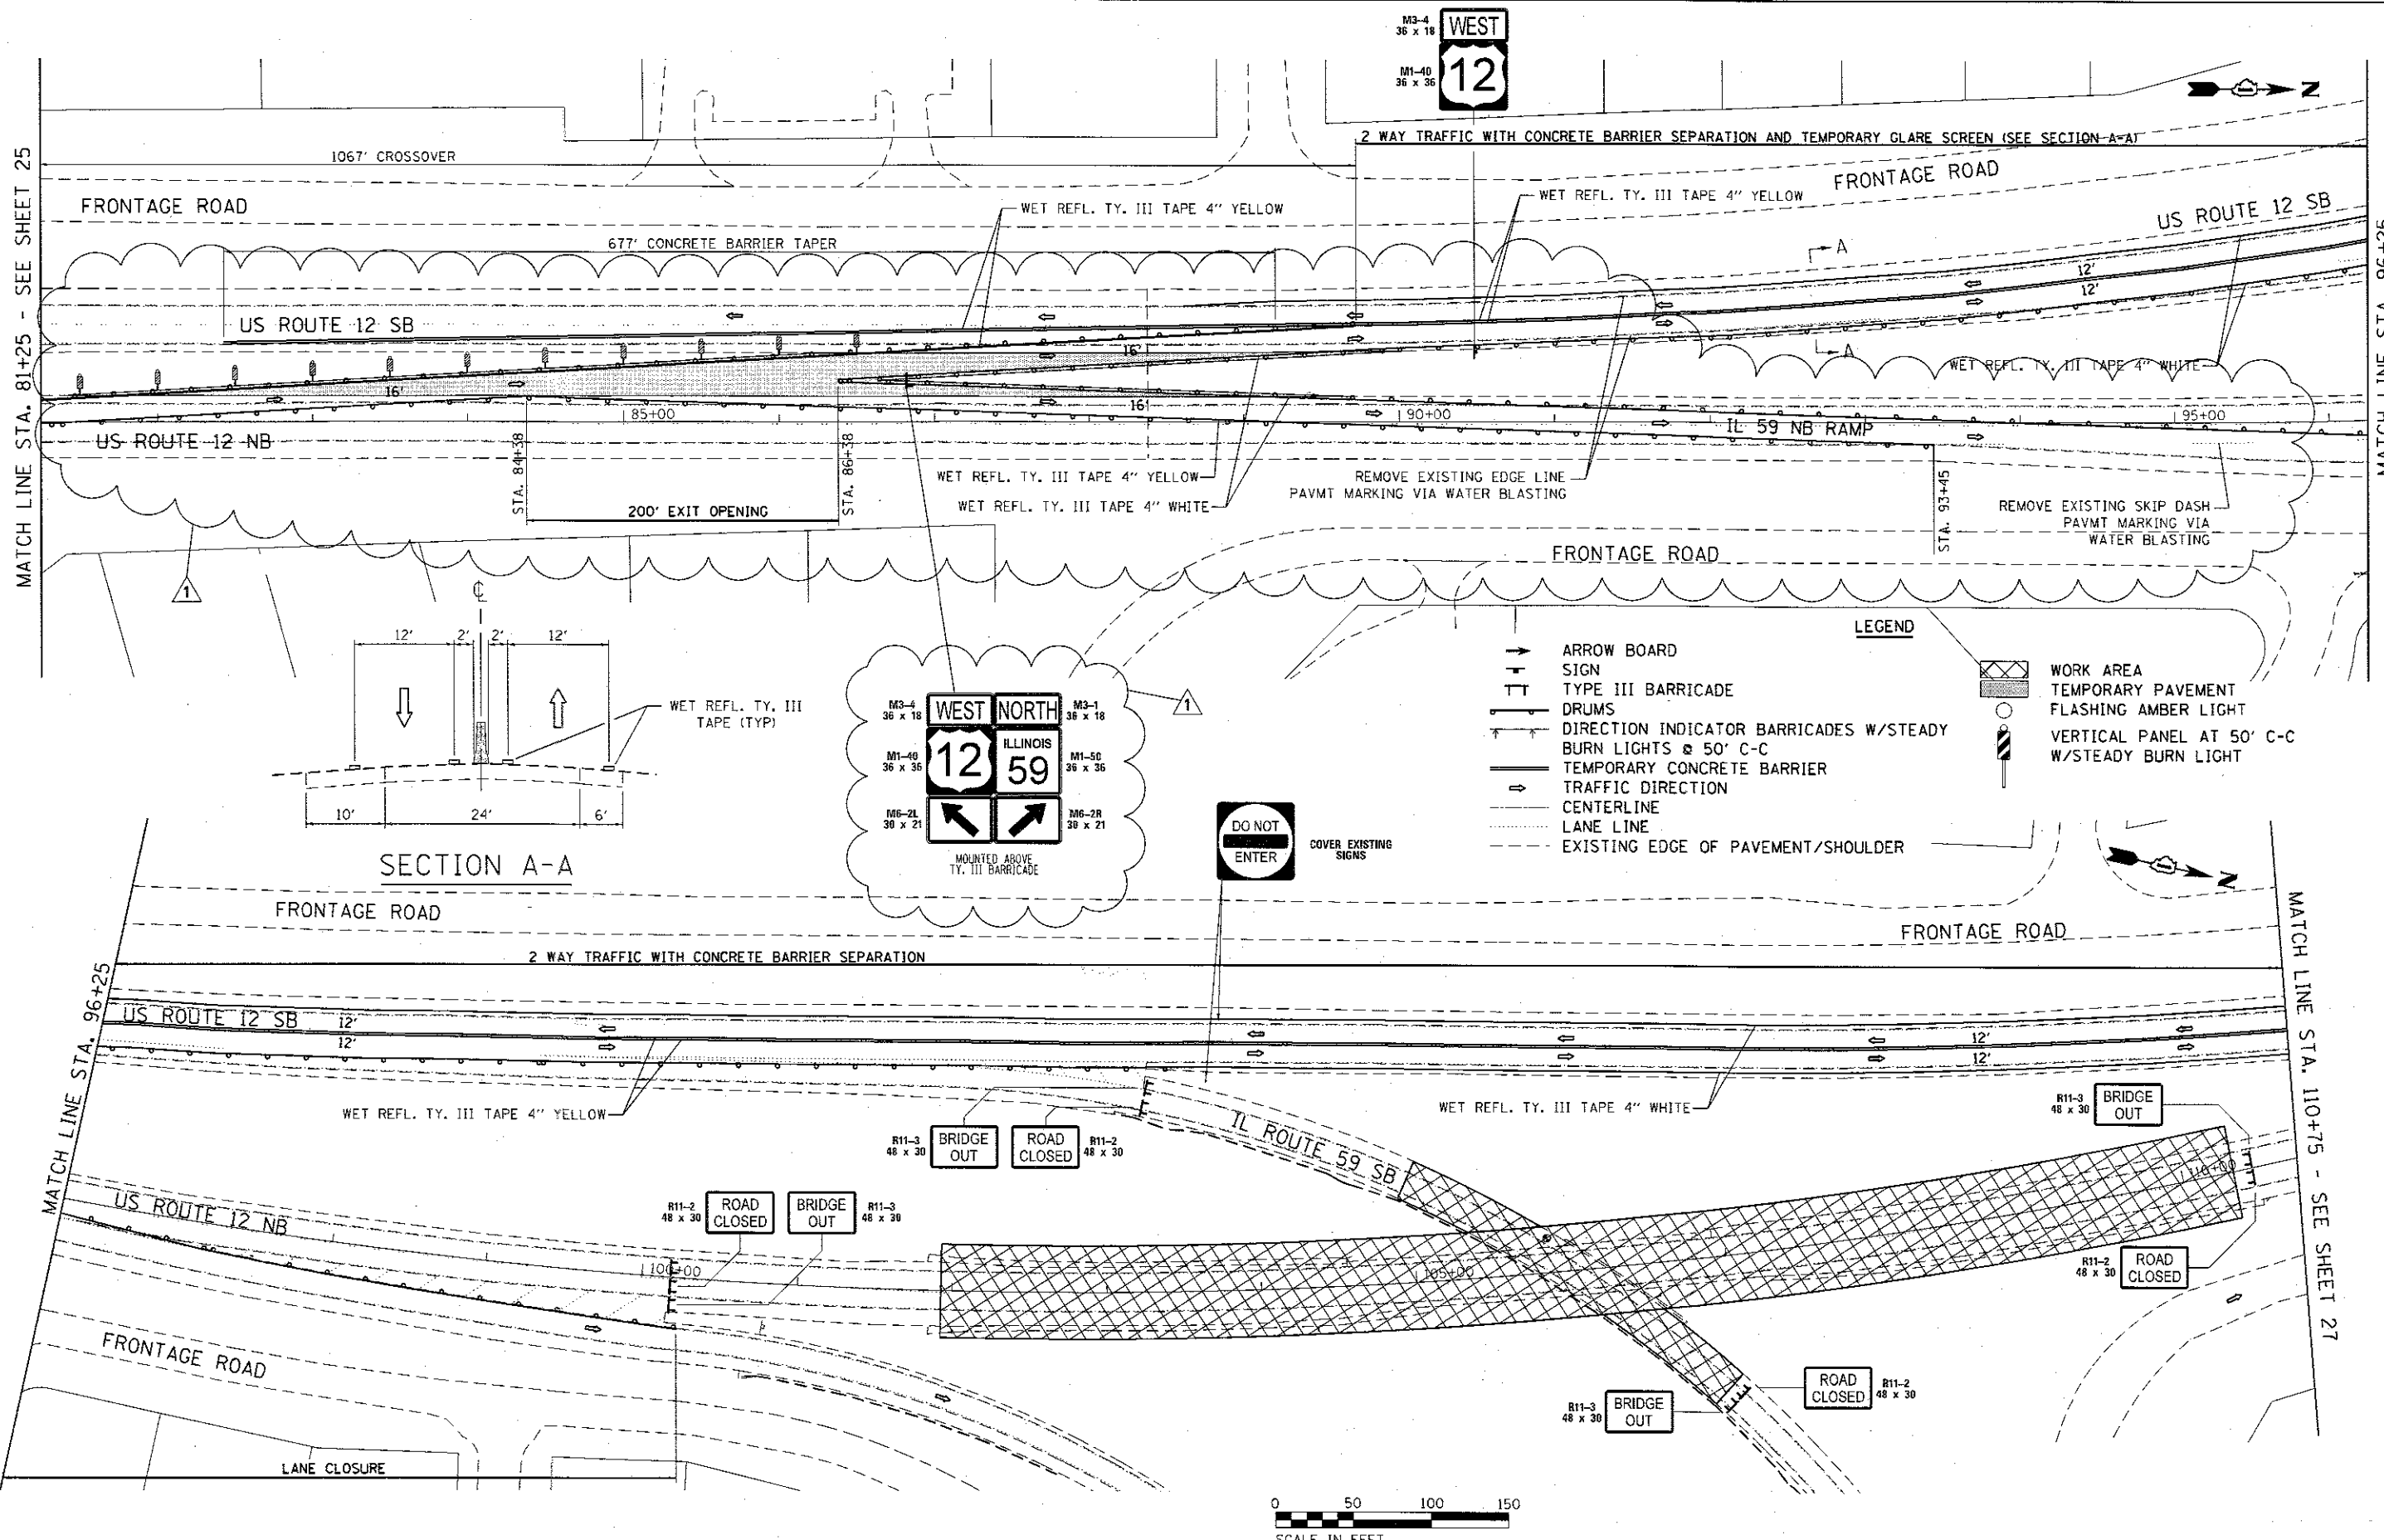 M3-4
36 x 18
WEST
M1-40
36 x 36
12
N
2 WAY TRAFFIC WITH CONCRETE BARRIER SEPARATION AND TEMPORARY GLARE SCREEN (SEE SECTION A-A)
1067' CROSSOVER
MATCH LINE STA. 81+25 - SEE SHEET 25
FRONTAGE ROAD
WET REFL. TY. III TAPE 4" YELLOW
WET REFL. TY. III TAPE 4" YELLOW
FRONTAGE ROAD
US ROUTE 12 SB
MATCH LINE STA. 96+25
677' CONCRETE BARRIER TAPER
A
12'
12'
US ROUTE 12 SB
16'
A
WET REFL. TY. III TAPE 4" WHITE
16'
85+00
16'
90+00
95+00
US ROUTE 12 NB
IL 59 NB RAMP
STA. 84+38
STA. 86+38
WET REFL. TY. III TAPE 4" YELLOW
WET REFL. TY. III TAPE 4" WHITE
REMOVE EXISTING EDGE LINE
PAVMT MARKING VIA WATER BLASTING
STA. 93+45
REMOVE EXISTING SKIP DASH
PAVMT MARKING VIA
WATER BLASTING
200' EXIT OPENING
FRONTAGE ROAD
1
℄
12'
2'
2'
12'
WET REFL. TY. III
TAPE (TYP)
10'
24'
6'
SECTION A-A
M3-4
36 x 18
WEST
NORTH
M3-1
36 x 18
1
M1-40
36 x 36
12
ILLINOIS
59
M1-50
36 x 36
M6-2L
30 x 21
M6-2R
30 x 21
MOUNTED ABOVE
TY. III BARRICADE
DO NOT
ENTER
COVER EXISTING
SIGNS
LEGEND
ARROW BOARD
SIGN
TYPE III BARRICADE
DRUMS
DIRECTION INDICATOR BARRICADES W/STEADY
BURN LIGHTS @ 50' C-C
TEMPORARY CONCRETE BARRIER
TRAFFIC DIRECTION
CENTERLINE
LANE LINE
EXISTING EDGE OF PAVEMENT/SHOULDER
WORK AREA
TEMPORARY PAVEMENT
FLASHING AMBER LIGHT
VERTICAL PANEL AT 50' C-C
W/STEADY BURN LIGHT
N
FRONTAGE ROAD
FRONTAGE ROAD
2 WAY TRAFFIC WITH CONCRETE BARRIER SEPARATION
MATCH LINE STA. 96+25
MATCH LINE STA. 110+75 - SEE SHEET 27
US ROUTE 12 SB
12'
12'
12'
12'
WET REFL. TY. III TAPE 4" YELLOW
WET REFL. TY. III TAPE 4" WHITE
R11-3
48 x 30
BRIDGE
OUT
R11-3
48 x 30
BRIDGE
OUT
ROAD
CLOSED
R11-2
48 x 30
IL ROUTE 59 SB
110+00
US ROUTE 12 NB
R11-2
48 x 30
ROAD
CLOSED
BRIDGE
OUT
R11-3
48 x 30
100+00
105+00
R11-2
48 x 30
ROAD
CLOSED
FRONTAGE ROAD
ROAD
CLOSED
R11-2
48 x 30
R11-3
48 x 30
BRIDGE
OUT
LANE CLOSURE
0 50 100 150
SCALE IN FEET